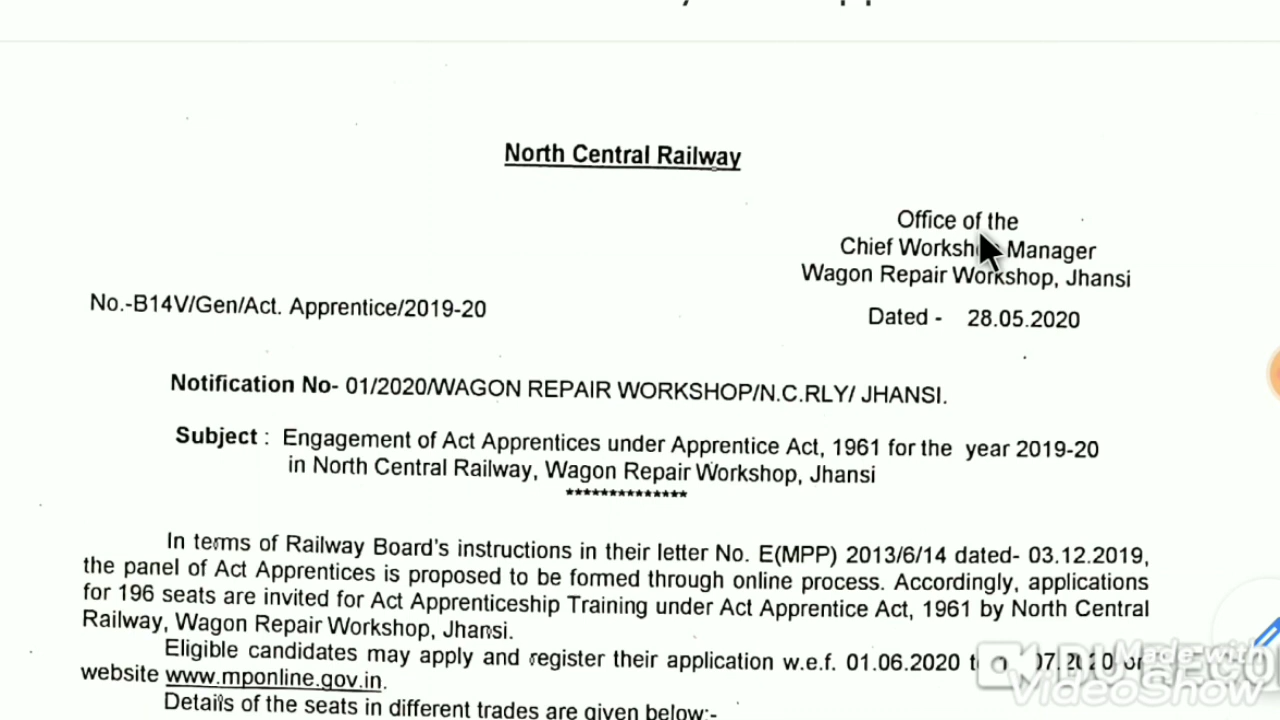 North Central Railway
Office of the
Chief Workshop Manager
Wagon Repair Workshop, Jhansi
No.-B14V/Gen/Act. Apprentice/2019-20
Dated - 28.05.2020
Notification No- 01/2020/WAGON REPAIR WORKSHOP/N.C.RLY/ JHANSI.
Subject : Engagement of Act Apprentices under Apprentice Act, 1961 for the year 2019-20
in North Central Railway, Wagon Repair Workshop, Jhansi
**************
In terms of Railway Board's instructions in their letter No. E(MPP) 2013/6/14 dated- 03.12.2019,
the panel of Act Apprentices is proposed to be formed through online process. Accordingly, applications
for 196 seats are invited for Act Apprenticeship Training under Act Apprentice Act, 1961 by North Central
Railway, Wagon Repair Workshop, Jhansi.
Eligible candidates may apply and register their application w.e.f. 01.06.2020
website www.mponline.gov.in.
Details of the seats in different trades are given below:-
Made with
VideoShow